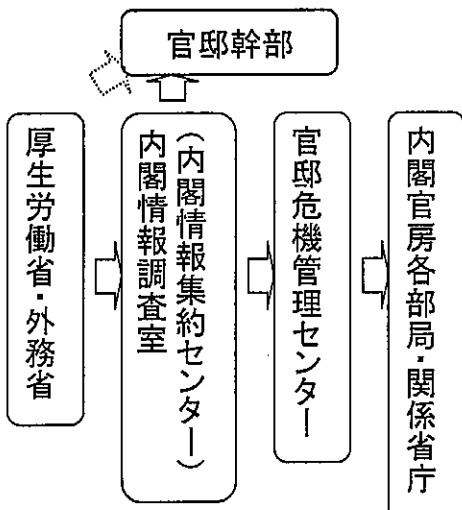 官邸幹部
厚生労働省・外務省
内閣情報調査室
（内閣情報集約センター）
官邸危機管理センター
内閣官房各部局・関係省庁